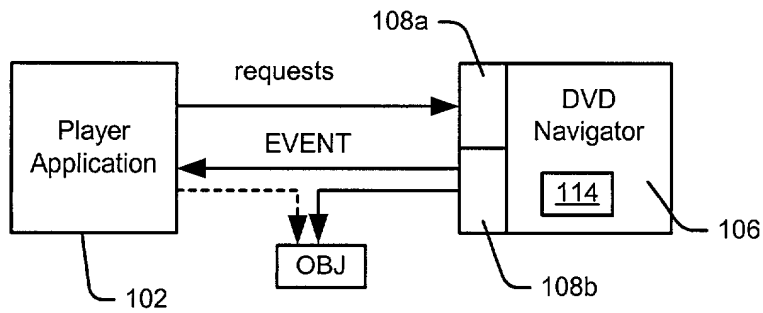 108a
requests
DVD
Navigator
Player
Application
EVENT
114
106
OBJ
108b
102